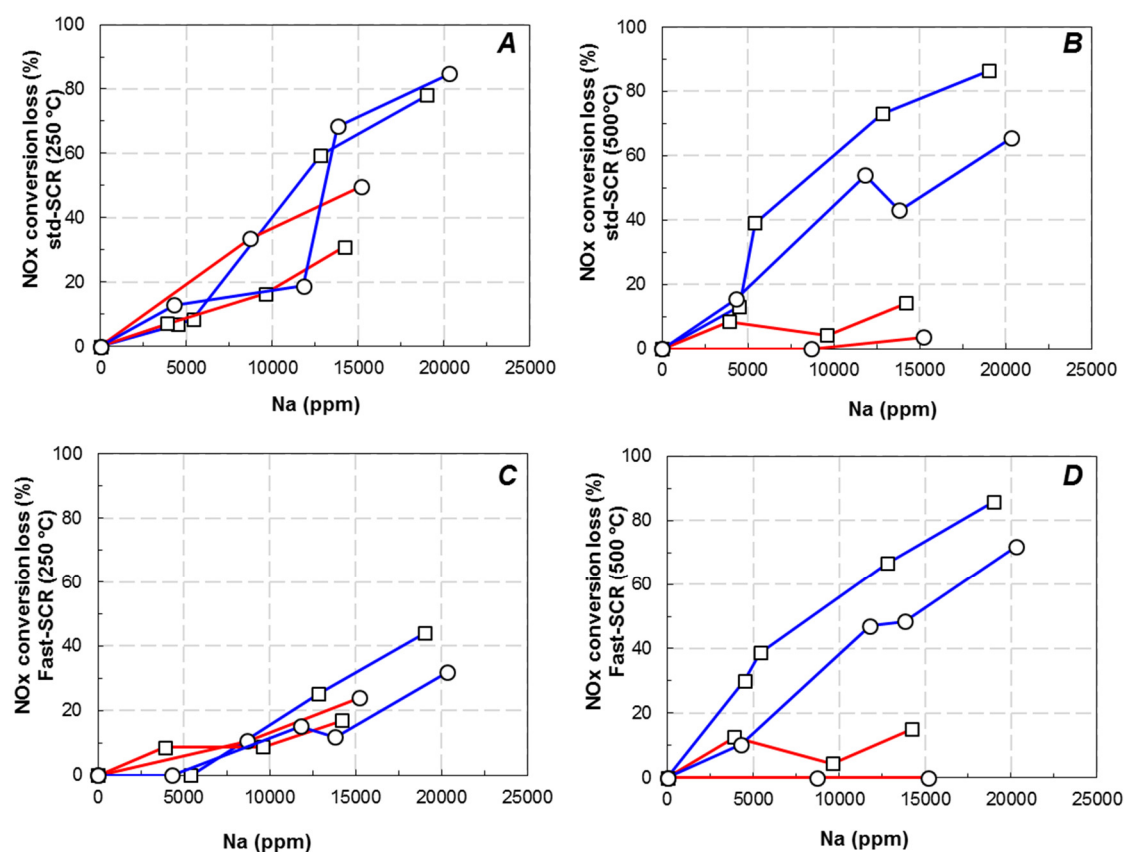 A
NOx conversion loss (%)
std-SCR (250 °C)
100
80
60
40
20
0
0 5000 10000 15000 20000 25000
Na (ppm)
B
NOx conversion loss (%)
std-SCR (500°C)
100
80
60
40
20
0
0 5000 10000 15000 20000 25000
Na (ppm)
C
NOx conversion loss (%)
Fast-SCR (250 °C)
100
80
60
40
20
0
0 5000 10000 15000 20000 25000
Na (ppm)
D
NOx conversion loss (%)
Fast-SCR (500 °C)
100
80
60
40
20
0
0 5000 10000 15000 20000 25000
Na (ppm)